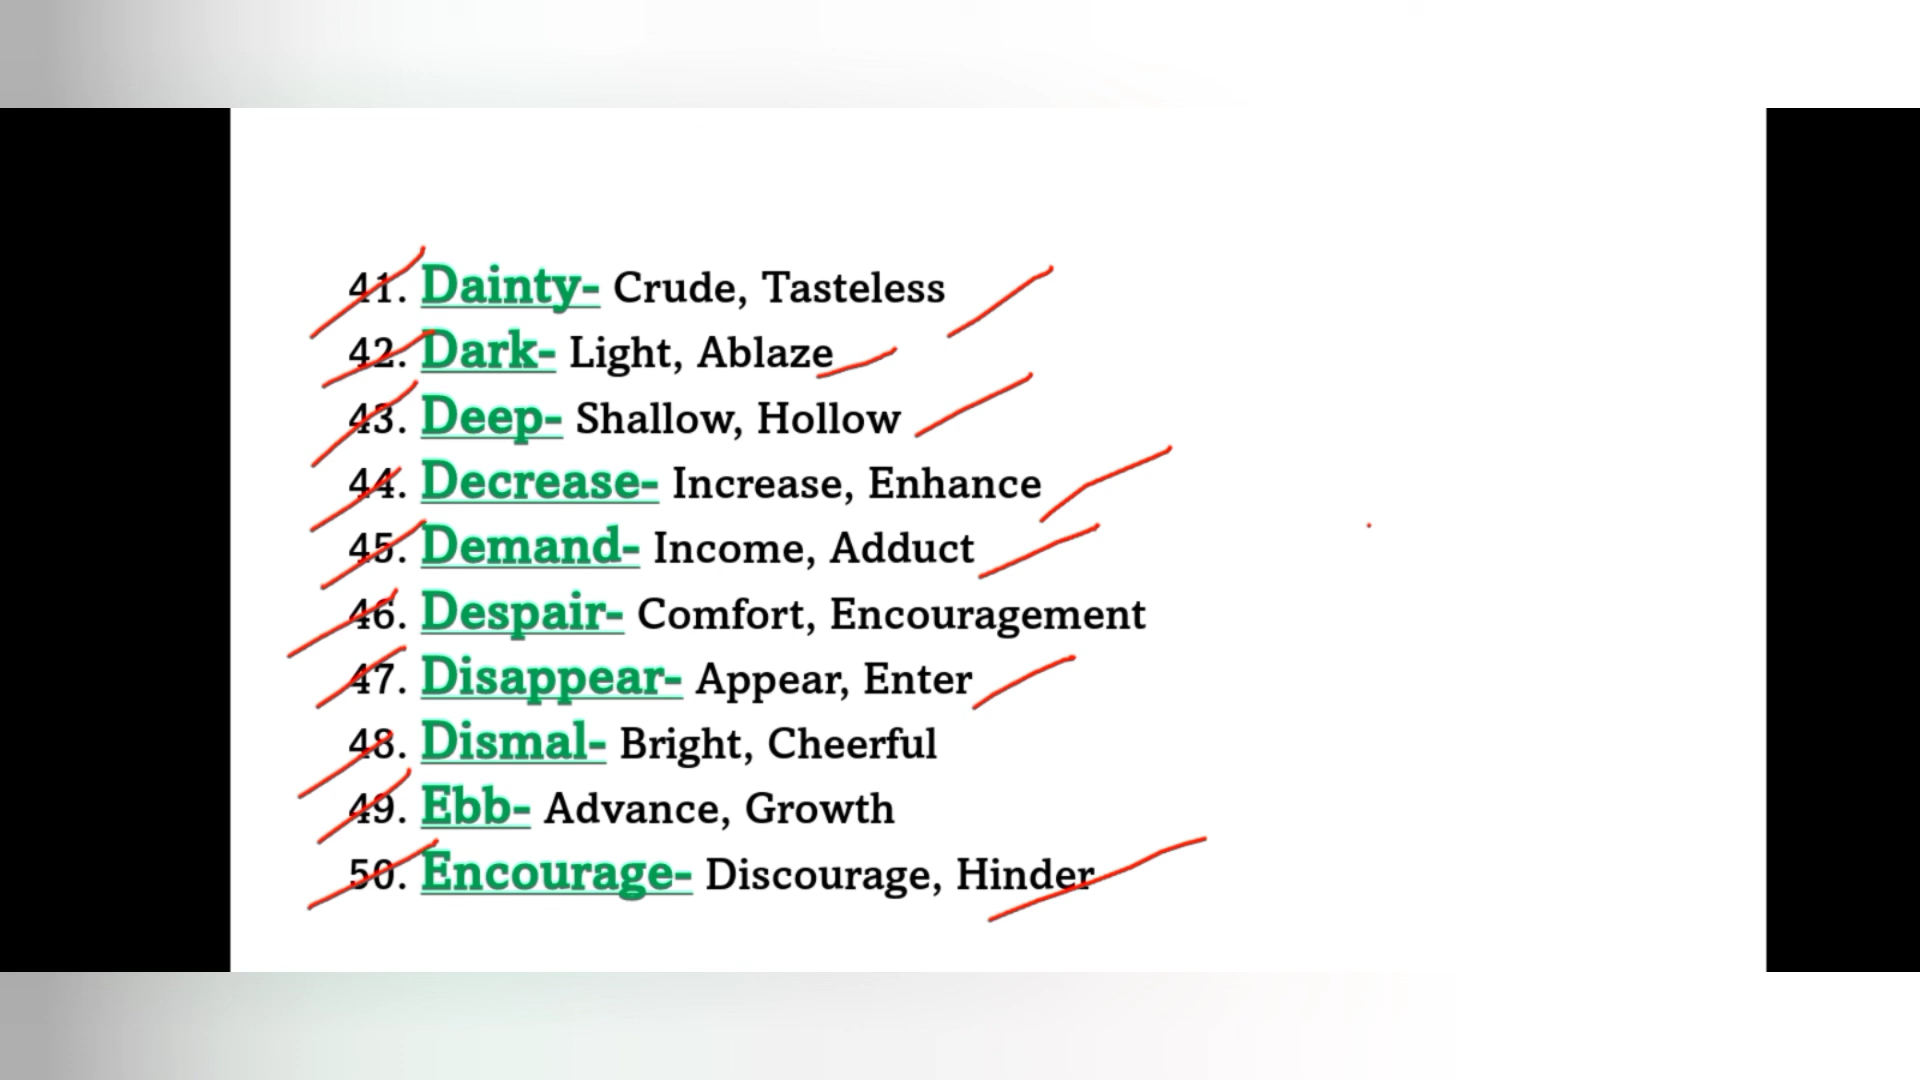 41. Dainty- Crude, Tasteless
42. Dark- Light, Ablaze
43. Deep- Shallow, Hollow
44. Decrease- Increase, Enhance
45. Demand- Income, Adduct
46. Despair- Comfort, Encouragement
47. Disappear- Appear, Enter
48. Dismal- Bright, Cheerful
49. Ebb- Advance, Growth
50. Encourage- Discourage, Hinder